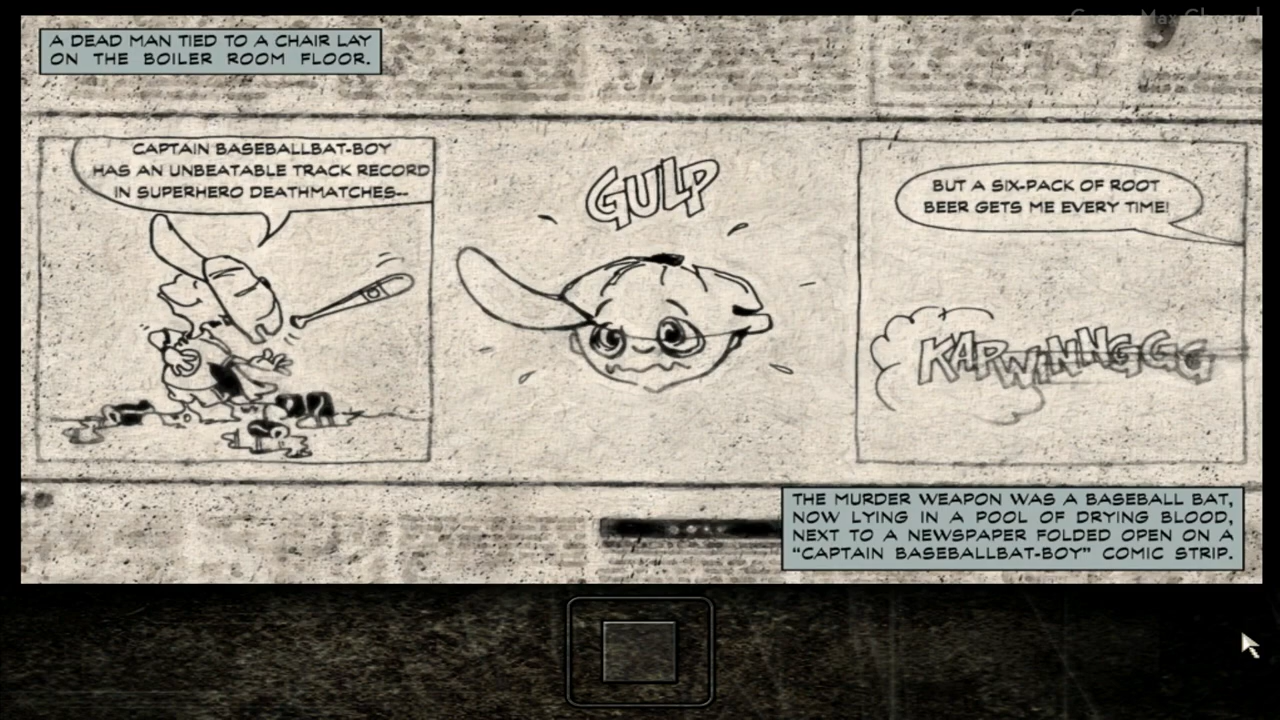 A DEAD MAN TIED TO A CHAIR LAY
ON THE BOILER ROOM FLOOR.
CAPTAIN BASEBALLBAT-BOY
HAS AN UNBEATABLE TRACK RECORD
IN SUPERHERO DEATHMATCHES--
GULP
BUT A SIX-PACK OF ROOT
BEER GETS ME EVERY TIME!
KARWINNGGG
THE MURDER WEAPON WAS A BASEBALL BAT,
NOW LYING IN A POOL OF DRYING BLOOD,
NEXT TO A NEWSPAPER FOLDED OPEN ON A
“CAPTAIN BASEBALLBAT-BOY” COMIC STRIP.